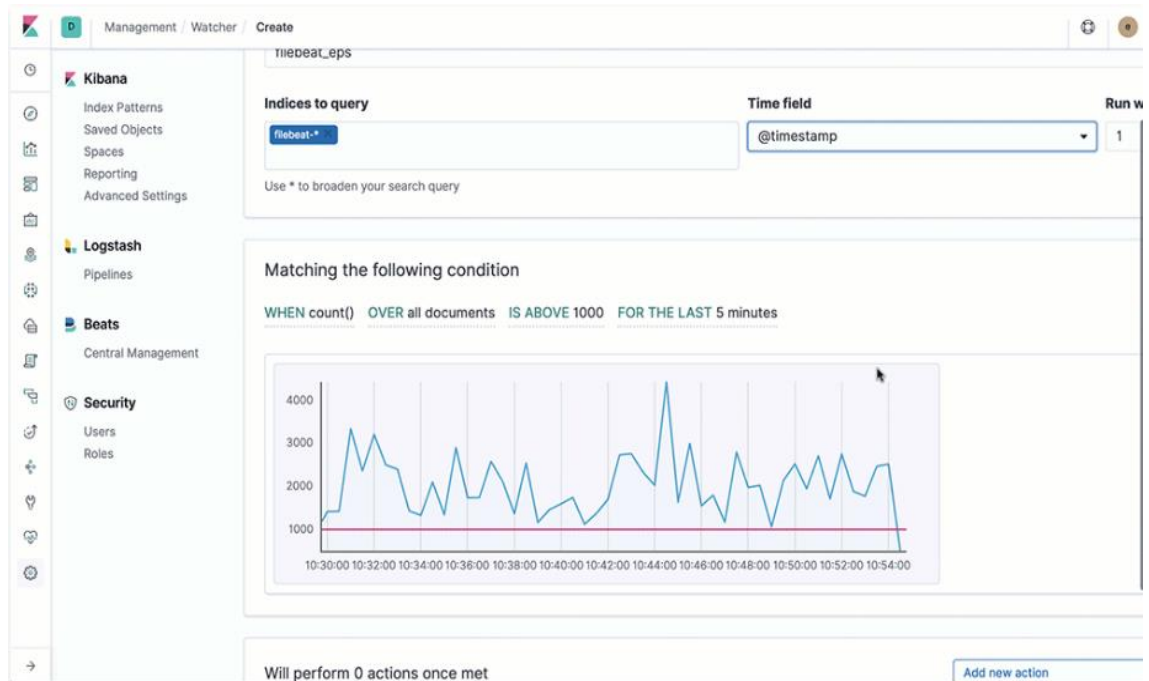 D Management / Watcher / Create e
filebeat_eps
Kibana
Index Patterns
Saved Objects
Spaces
Reporting
Advanced Settings
Logstash
Pipelines
Beats
Central Management
Security
Users
Roles
Indices to query Time field Run w
filebeat-* × @timestamp 1
Use * to broaden your search query
Matching the following condition
WHEN count() OVER all documents IS ABOVE 1000 FOR THE LAST 5 minutes
4000
3000
2000
1000
10:30:00 10:32:00 10:34:00 10:36:00 10:38:00 10:40:00 10:42:00 10:44:00 10:46:00 10:48:00 10:50:00 10:52:00 10:54:00
Will perform 0 actions once met Add new action